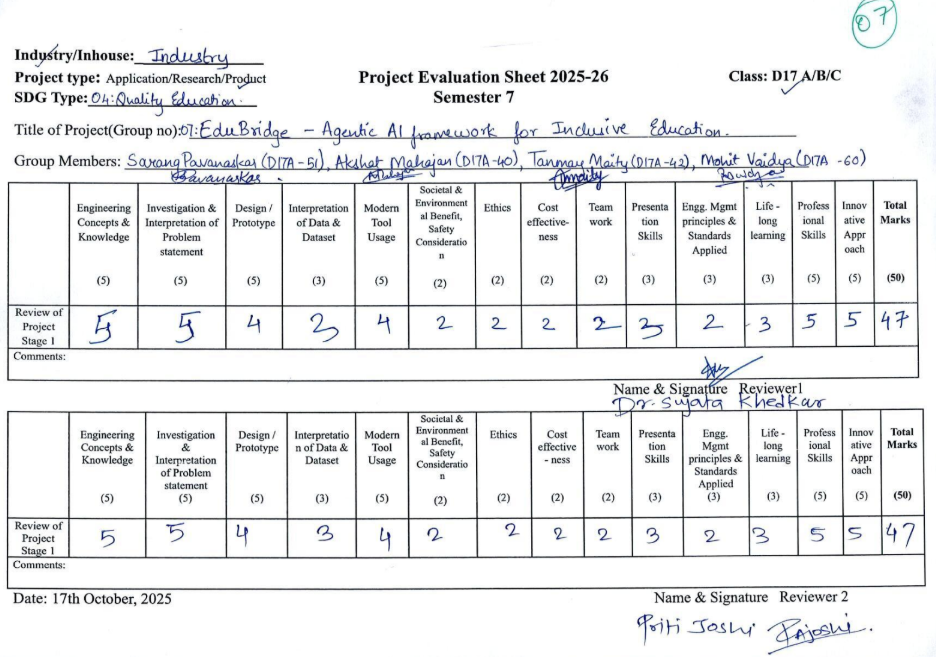 07
Industry/Inhouse: Industry
Project type: Application/Research/Product
Project Evaluation Sheet 2025-26
Class: D17 A/B/C
SDG Type: 04: Quality Education.
Semester 7
Title of Project(Group no):07: EduBridge - Agentic AI framework for Inclusive Education.
Group Members: Sarang Pavanaskar (D17A-51), Akshat Mahajan (D17A-40), Tanmay Maity (D17A-42), Mohit Vaidya (D17A-60)
Engineering Concepts & Knowledge (5) Investigation & Interpretation of Problem statement (5) Design / Prototype (5) Interpretation of Data & Dataset (3) Modern Tool Usage (5) Societal & Environment al Benefit, Safety Consideratio n (2) Ethics (2) Cost effective-ness (2) Team work (2) Presenta tion Skills (3) Engg. Mgmt principles & Standards Applied (3) Life - long learning (3) Profess ional Skills (5) Innov ative Appr oach (5) Total Marks (50)
Review of Project Stage 1 5 5 4 3 4 2 2 2 2 3 2 3 5 5 47
Comments:
Name & Signature Reviewer1
Dr. Sujata Khedkar
Engineering Concepts & Knowledge (5) Investigation & Interpretation of Problem statement (5) Design / Prototype (5) Interpretatio n of Data & Dataset (3) Modern Tool Usage (5) Societal & Environment al Benefit, Safety Consideratio n (2) Ethics (2) Cost effective - ness (2) Team work (2) Presenta tion Skills (3) Engg. Mgmt principles & Standards Applied (3) Life - long learning (3) Profess ional Skills (5) Innov ative Appr oach (5) Total Marks (50)
Review of Project Stage 1 5 5 4 3 4 2 2 2 2 3 2 3 5 5 47
Comments:
Date: 17th October, 2025
Name & Signature Reviewer 2
Priti Joshi PAJoshi.